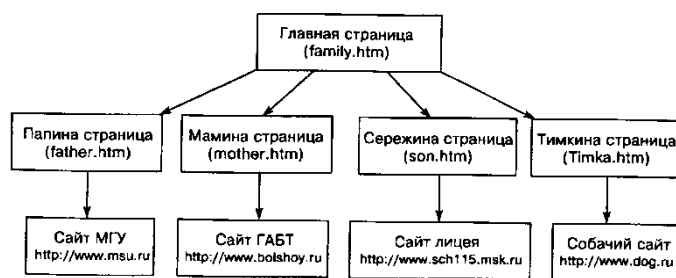 Главная страница
(family.htm)
Папина страница
(father.htm)
Мамина страница
(mother.htm)
Сережина страница
(son.htm)
Тимкина страница
(Timka.htm)
Сайт МГУ
http://www.msu.ru
Сайт ГАБТ
http://www.bolshoy.ru
Сайт лицея
http://www.sch115.msk.ru
Собачий сайт
http://www.dog.ru